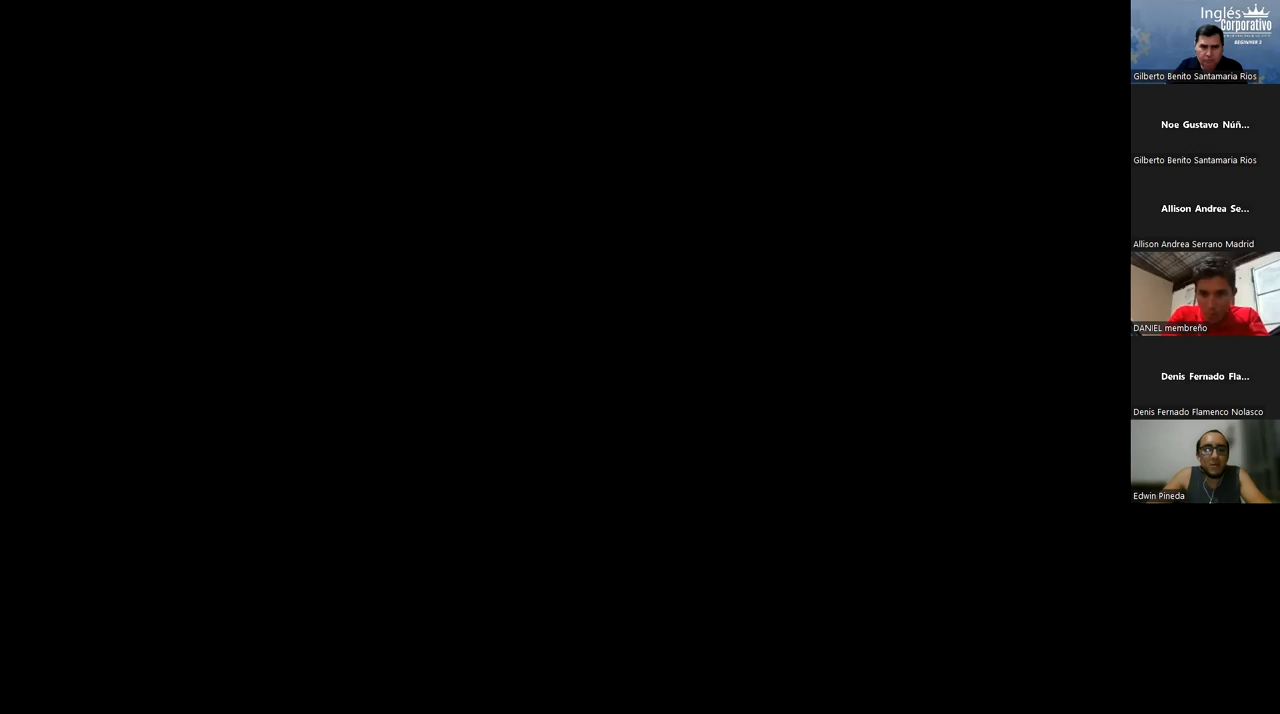 Inglés
Corporativo
BEGINNER 2
Gilberto Benito Santamaria Rios
Noe Gustavo Núñ...
Gilberto Benito Santamaria Rios
Allison Andrea Se...
Allison Andrea Serrano Madrid
DANIEL membreño
Denis Fernado Fla...
Denis Fernado Flamenco Nolasco
Edwin Pineda